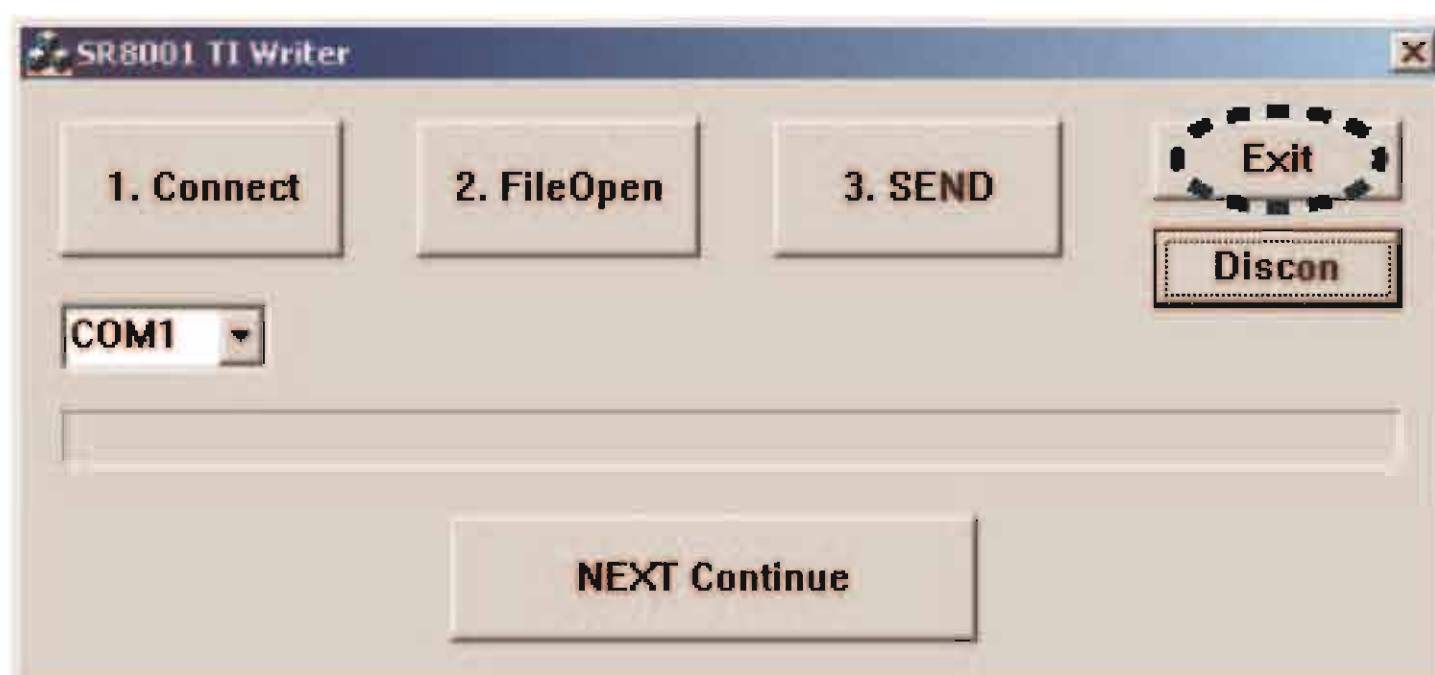 SR8001 TI Writer
1. Connect
2. FileOpen
3. SEND
Exit
Discon
COM1
NEXT Continue